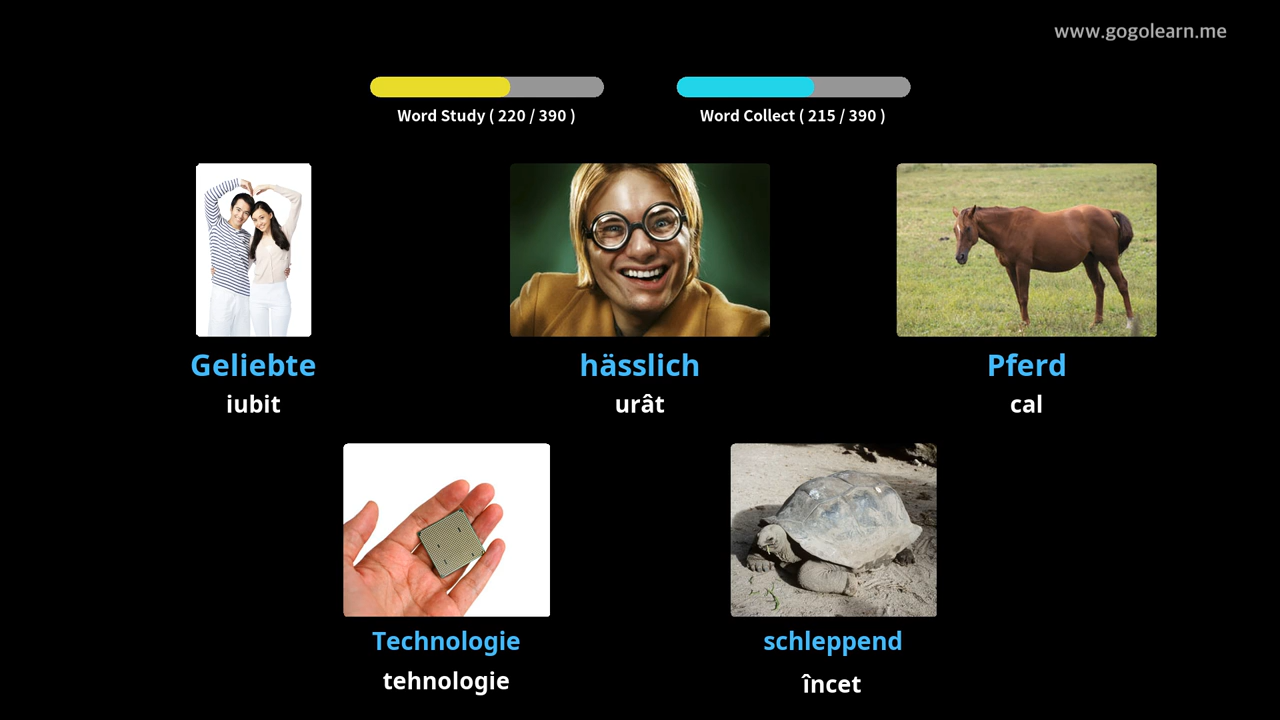 www.gogolearn.me
Word Study ( 220 / 390 )
Word Collect ( 215 / 390 )
Geliebte
iubit
hässlich
urât
Pferd
cal
Technologie
tehnologie
schleppend
încet